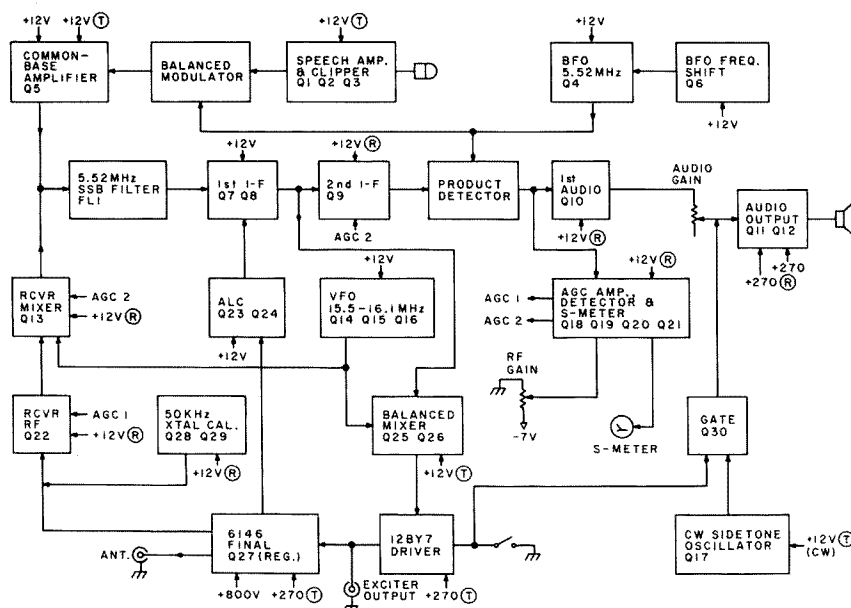 +12V
+12V Ⓣ
COMMON-
BASE
AMPLIFIER
Q5
BALANCED
MODULATOR
+12V
+12V Ⓣ
SPEECH AMP.
& CLIPPER
Q1 Q2 Q3
+12V
BFO
5.52MHz
Q4
BFO FREQ.
SHIFT
Q6
+12V
5.52MHz
SSB FILTER
FL1
+12V
1st I-F
Q7 Q8
+12V Ⓡ
2nd I-F
Q9
AGC 2
PRODUCT
DETECTOR
1st
AUDIO
Q10
+12V Ⓡ
AUDIO
GAIN
AUDIO
OUTPUT
Q11 Q12
+270
+270 Ⓡ
RCVR
MIXER
Q13
AGC 2
+12V Ⓡ
ALC
Q23 Q24
+12V
+12V
VFO
15.5-16.1MHz
Q14 Q15 Q16
+12V Ⓡ
AGC AMP.,
DETECTOR &
S-METER
Q18 Q19 Q20 Q21
AGC 1
AGC 2
RF
GAIN
-7V
S-METER
RCVR
RF
Q22
AGC 1
+12V Ⓡ
50KHz
XTAL CAL.
Q28 Q29
+12V Ⓡ
BALANCED
MIXER
Q25 Q26
+12V Ⓣ
GATE
Q30
ANT.
6146
FINAL
Q27(REG.)
+800V
+270 Ⓣ
EXCITER
OUTPUT
12BY7
DRIVER
+270 Ⓣ
CW SIDETONE
OSCILLATOR
Q17
+12V Ⓣ
(CW)